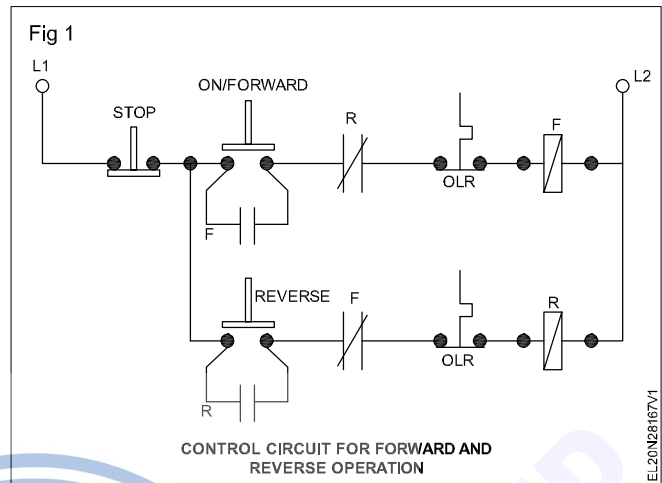 Fig 1
L1
L2
ON/FORWARD
STOP
R
F
OLR
F
REVERSE
F
R
OLR
R
CONTROL CIRCUIT FOR FORWARD AND
REVERSE OPERATION
EL20N28167V1